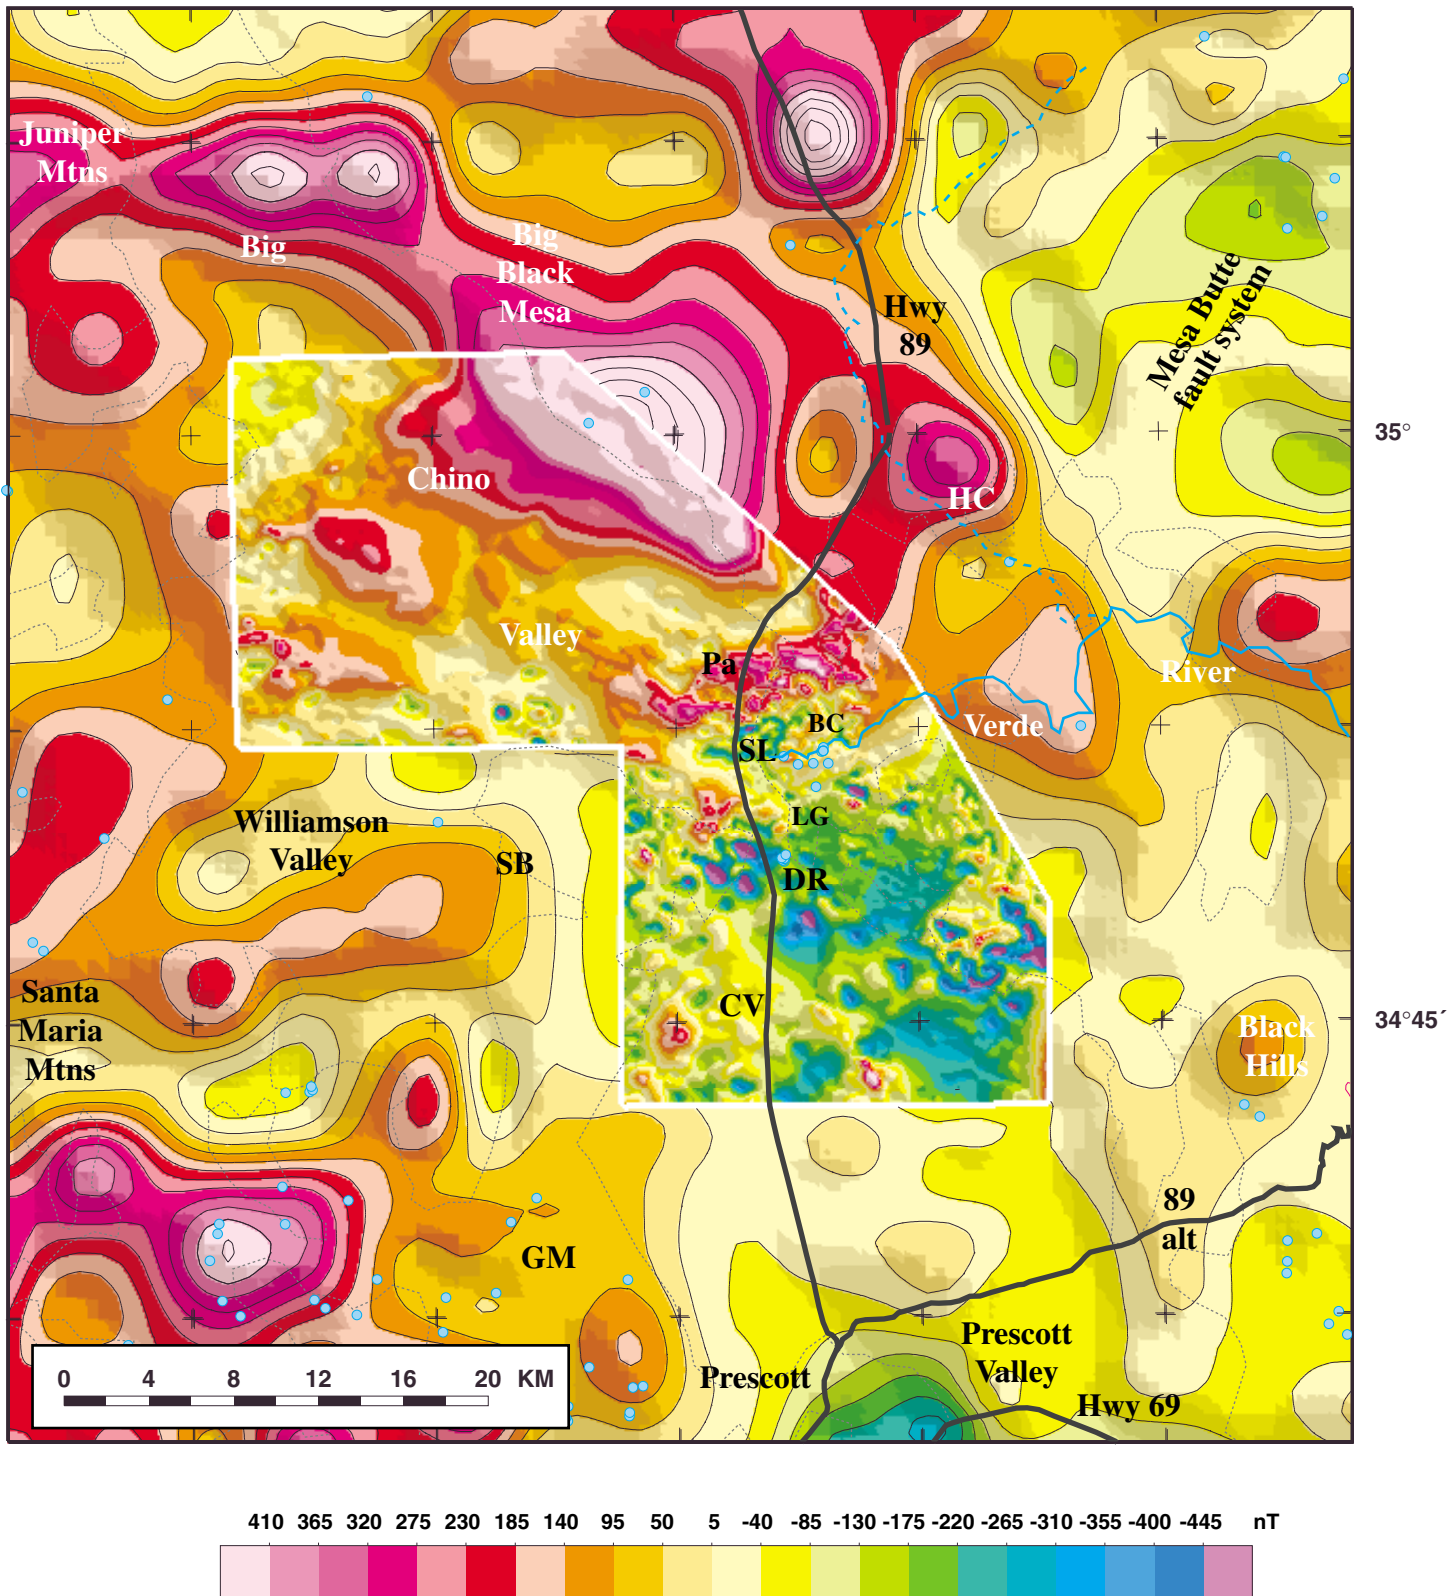 Juniper
Mtns
Big
Big
Black
Mesa
Hwy
89
Mesa Butte
fault system
35°
Chino
HC
Valley
Pa
River
BC
Verde
SL
LG
Williamson
Valley
SB
DR
Santa
Maria
Mtns
CV
34°45´
Black
Hills
89
alt
GM
Prescott
Valley
Prescott
Hwy 69
0 4 8 12 16 20 KM
410 365 320 275 230 185 140 95 50 5 -40 -85 -130 -175 -220 -265 -310 -355 -400 -445 nT